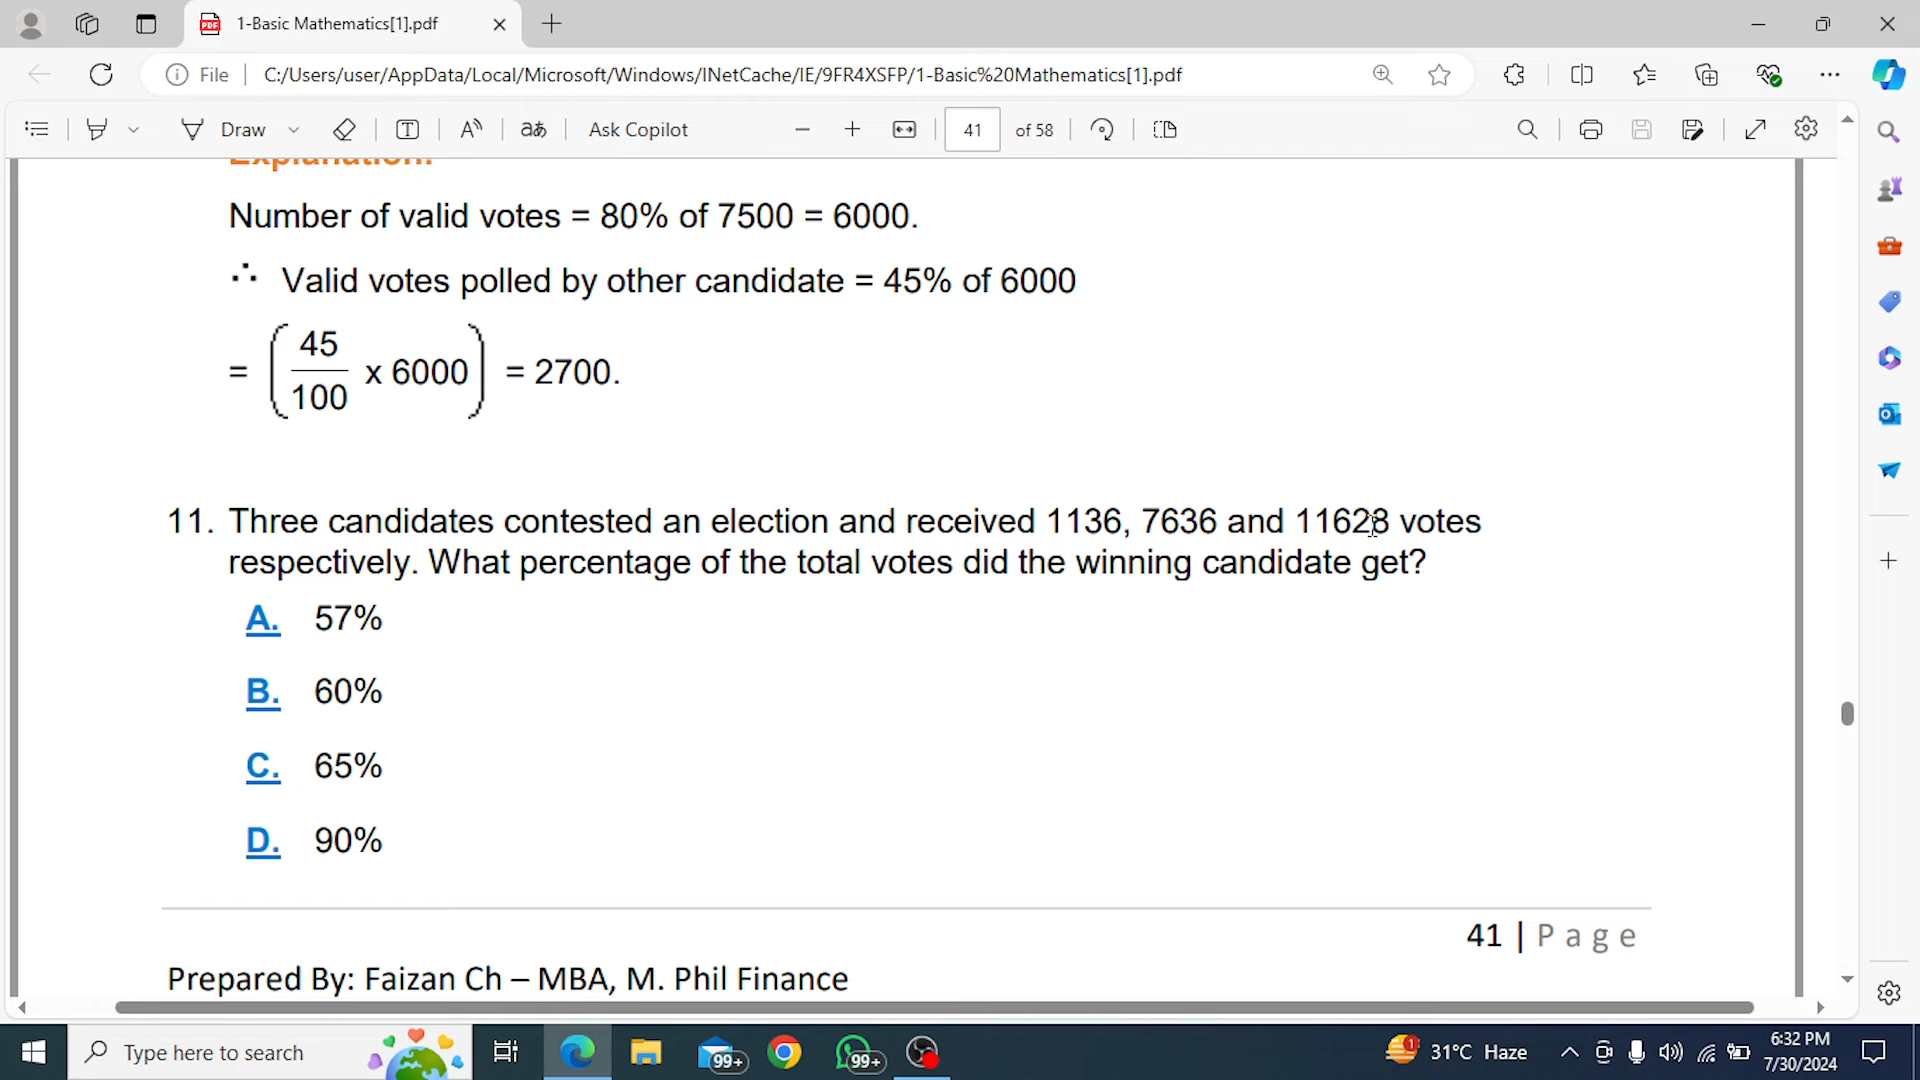 1-Basic Mathematics[1].pdf
File
C:/Users/user/AppData/Local/Microsoft/Windows/INetCache/IE/9FR4XSFP/1-Basic%20Mathematics[1].pdf
Draw
Ask Copilot
41 of 58
Explanation:
Number of valid votes = 80% of 7500 = 6000.
∴ Valid votes polled by other candidate = 45% of 6000
= ( 45/100 x 6000 ) = 2700.
11. Three candidates contested an election and received 1136, 7636 and 11628 votes
respectively. What percentage of the total votes did the winning candidate get?
A. 57%
B. 60%
C. 65%
D. 90%
41 | Page
Prepared By: Faizan Ch – MBA, M. Phil Finance
Type here to search
99+
99+
1
31°C Haze
6:32 PM
7/30/2024